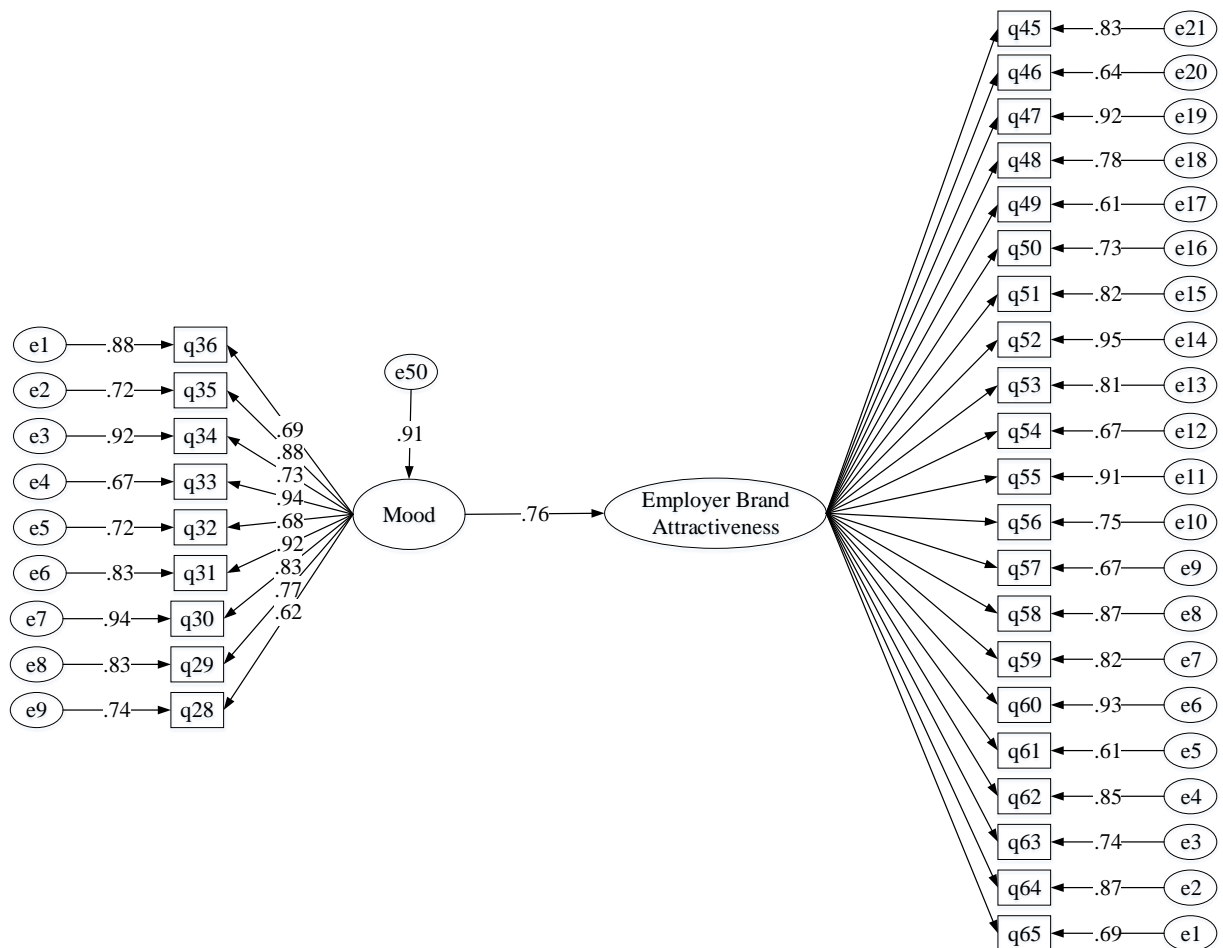 q45 .83 e21
q46 .64 e20
q47 .92 e19
q48 .78 e18
q49 .61 e17
q50 .73 e16
q51 .82 e15
q52 .95 e14
q53 .81 e13
q54 .67 e12
q55 .91 e11
q56 .75 e10
q57 .67 e9
q58 .87 e8
q59 .82 e7
q60 .93 e6
q61 .61 e5
q62 .85 e4
q63 .74 e3
q64 .87 e2
q65 .69 e1
e1 .88 q36
e2 .72 q35
e3 .92 q34
e4 .67 q33
e5 .72 q32
e6 .83 q31
e7 .94 q30
e8 .83 q29
e9 .74 q28
.69
.88
.73
.94
.68
.92
.83
.77
.62
e50
.91
Mood
.76
Employer Brand
Attractiveness